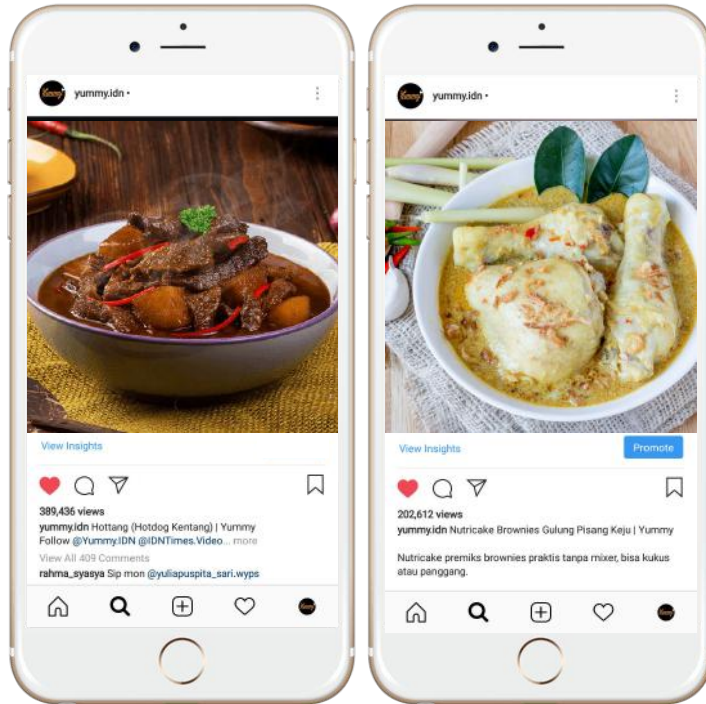 yummy.idn •
View Insights
389,436 views
yummy.idn Hottang (Hotdog Kentang) | Yummy
Follow @Yummy.IDN @IDNTimes.Video... more
View All 409 Comments
rahma_syasya Sip mon @yuliapuspita_sari.wyps
yummy.idn •
View Insights
Promote
202,612 views
yummy.idn Nutricake Brownies Gulung Pisang Keju | Yummy
Nutricake premiks brownies praktis tanpa mixer, bisa kukus
atau panggang.